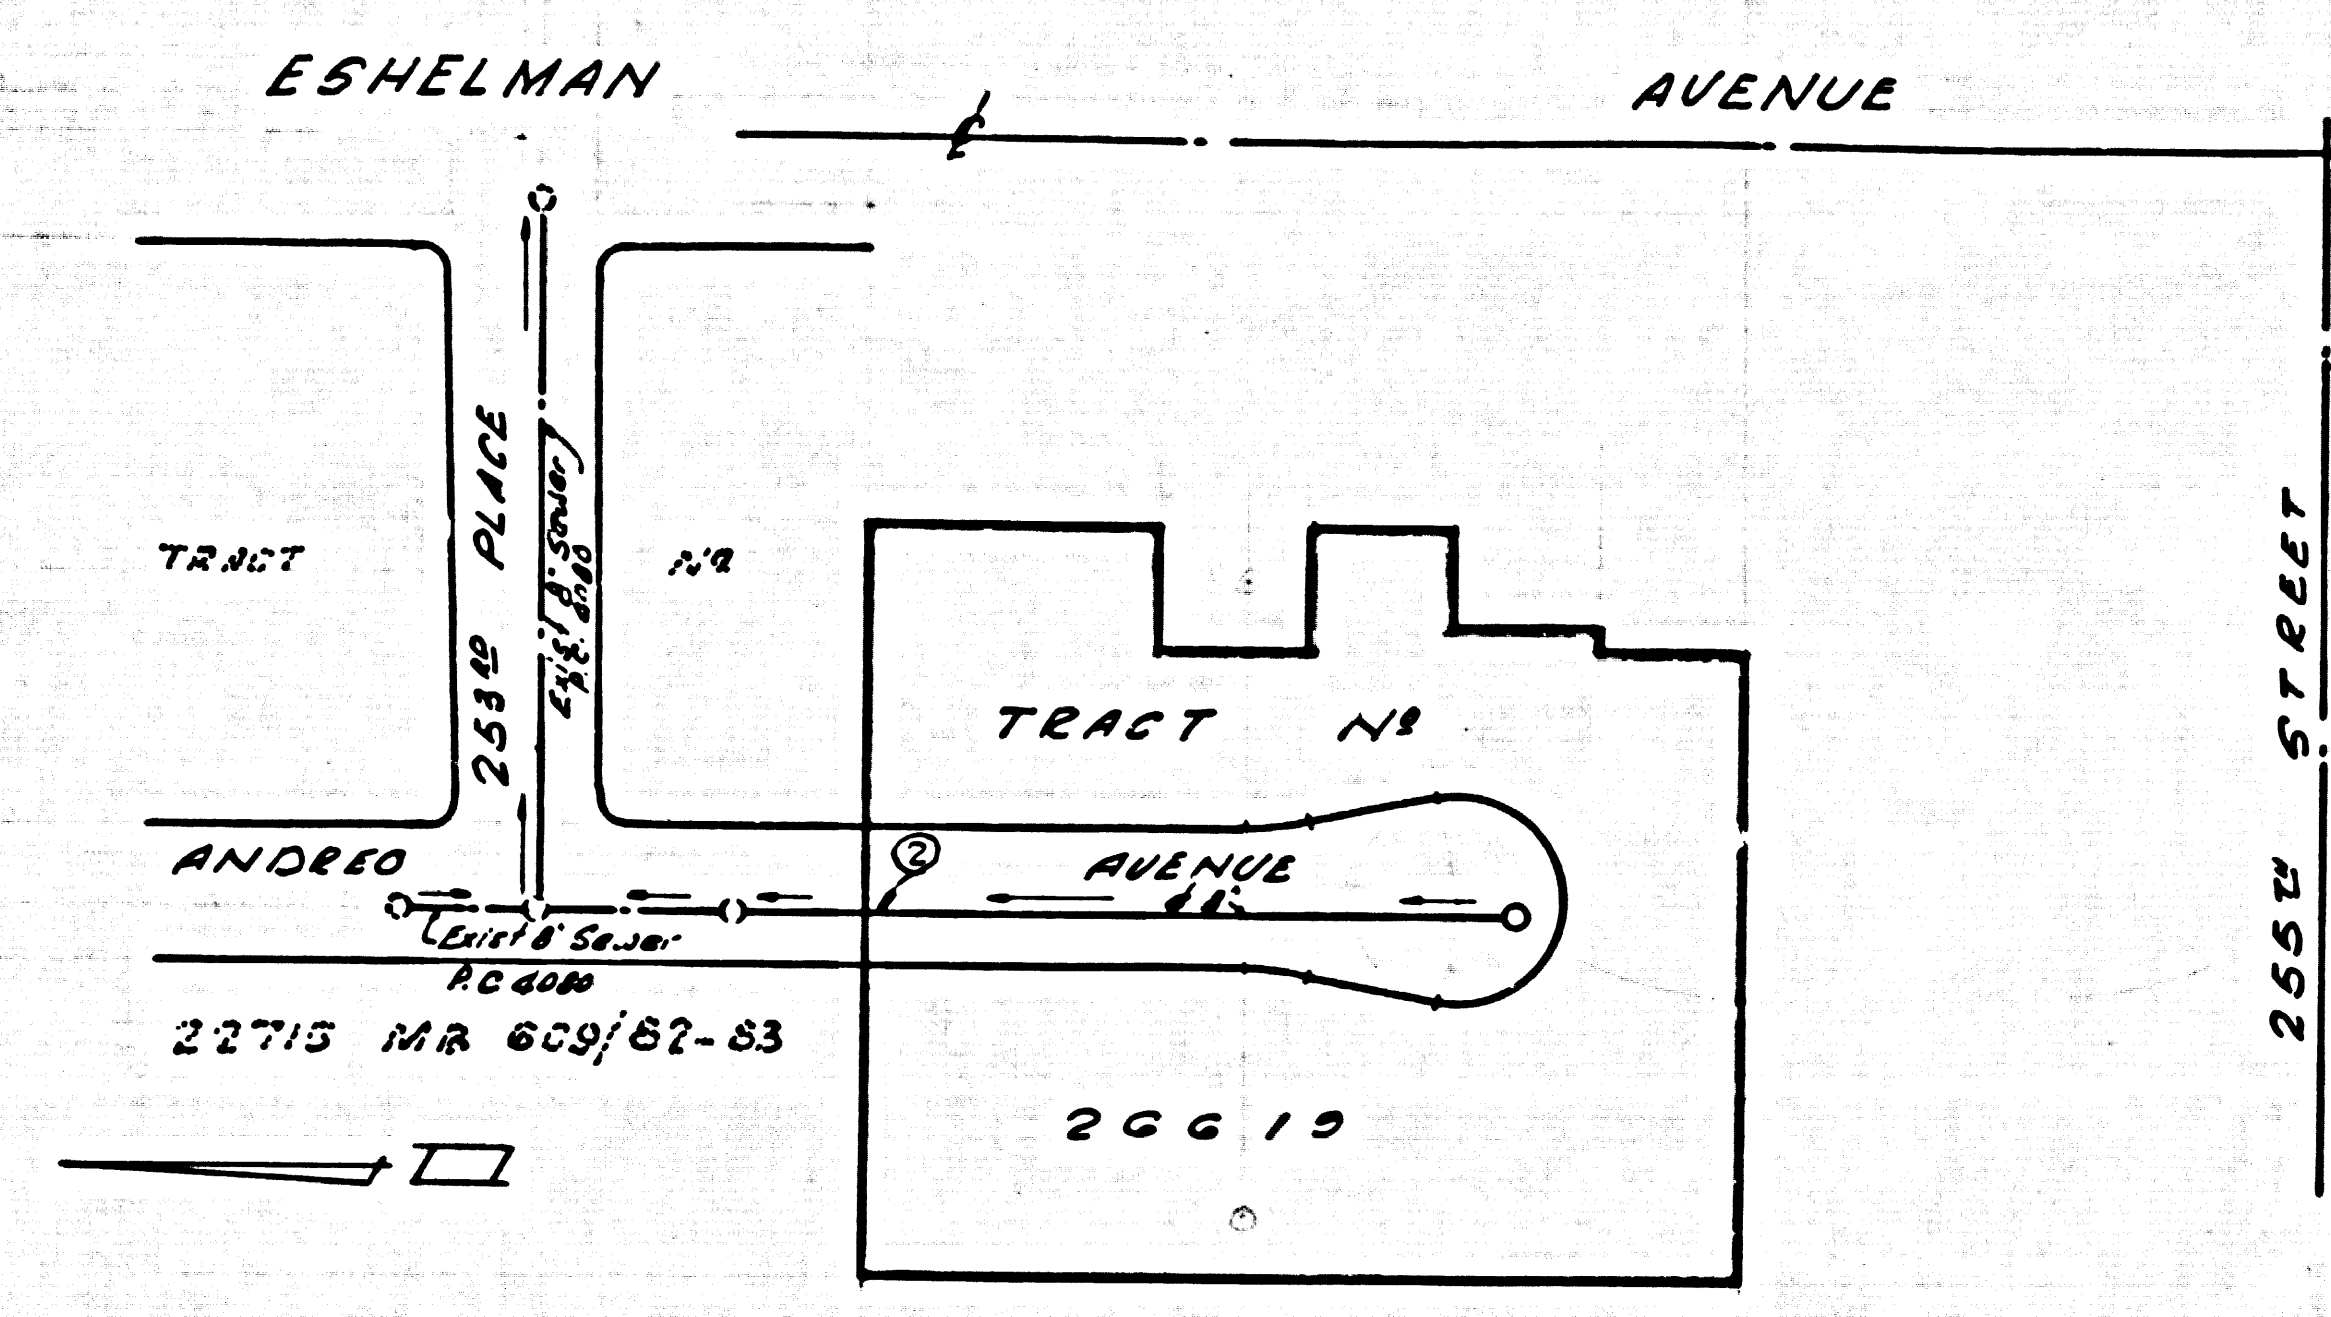 ESHELMAN AVENUE
℄
253RD PLACE
Exist 8" Sewer
P.C. 4080
TRACT Nº
TRACT Nº
ANDREO AVENUE
2
℄
Exist 8" Sewer
P.C 4080
22715 MB 609/82-83
26619
255TH STREET